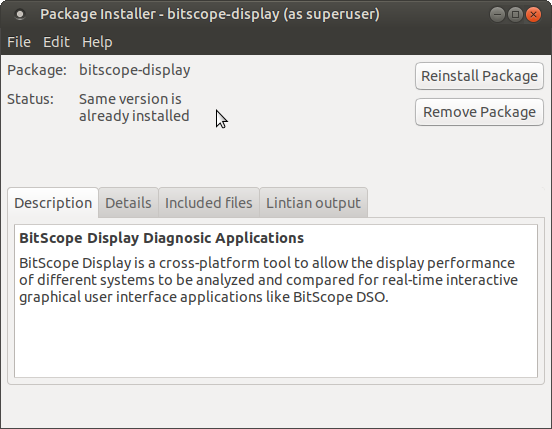 Package Installer - bitscope-display (as superuser)
File Edit Help
Package: bitscope-display
Reinstall Package
Status: Same version is
already installed
Remove Package
Description Details Included files Lintian output
BitScope Display Diagnosic Applications
BitScope Display is a cross-platform tool to allow the display performance
of different systems to be analyzed and compared for real-time interactive
graphical user interface applications like BitScope DSO.